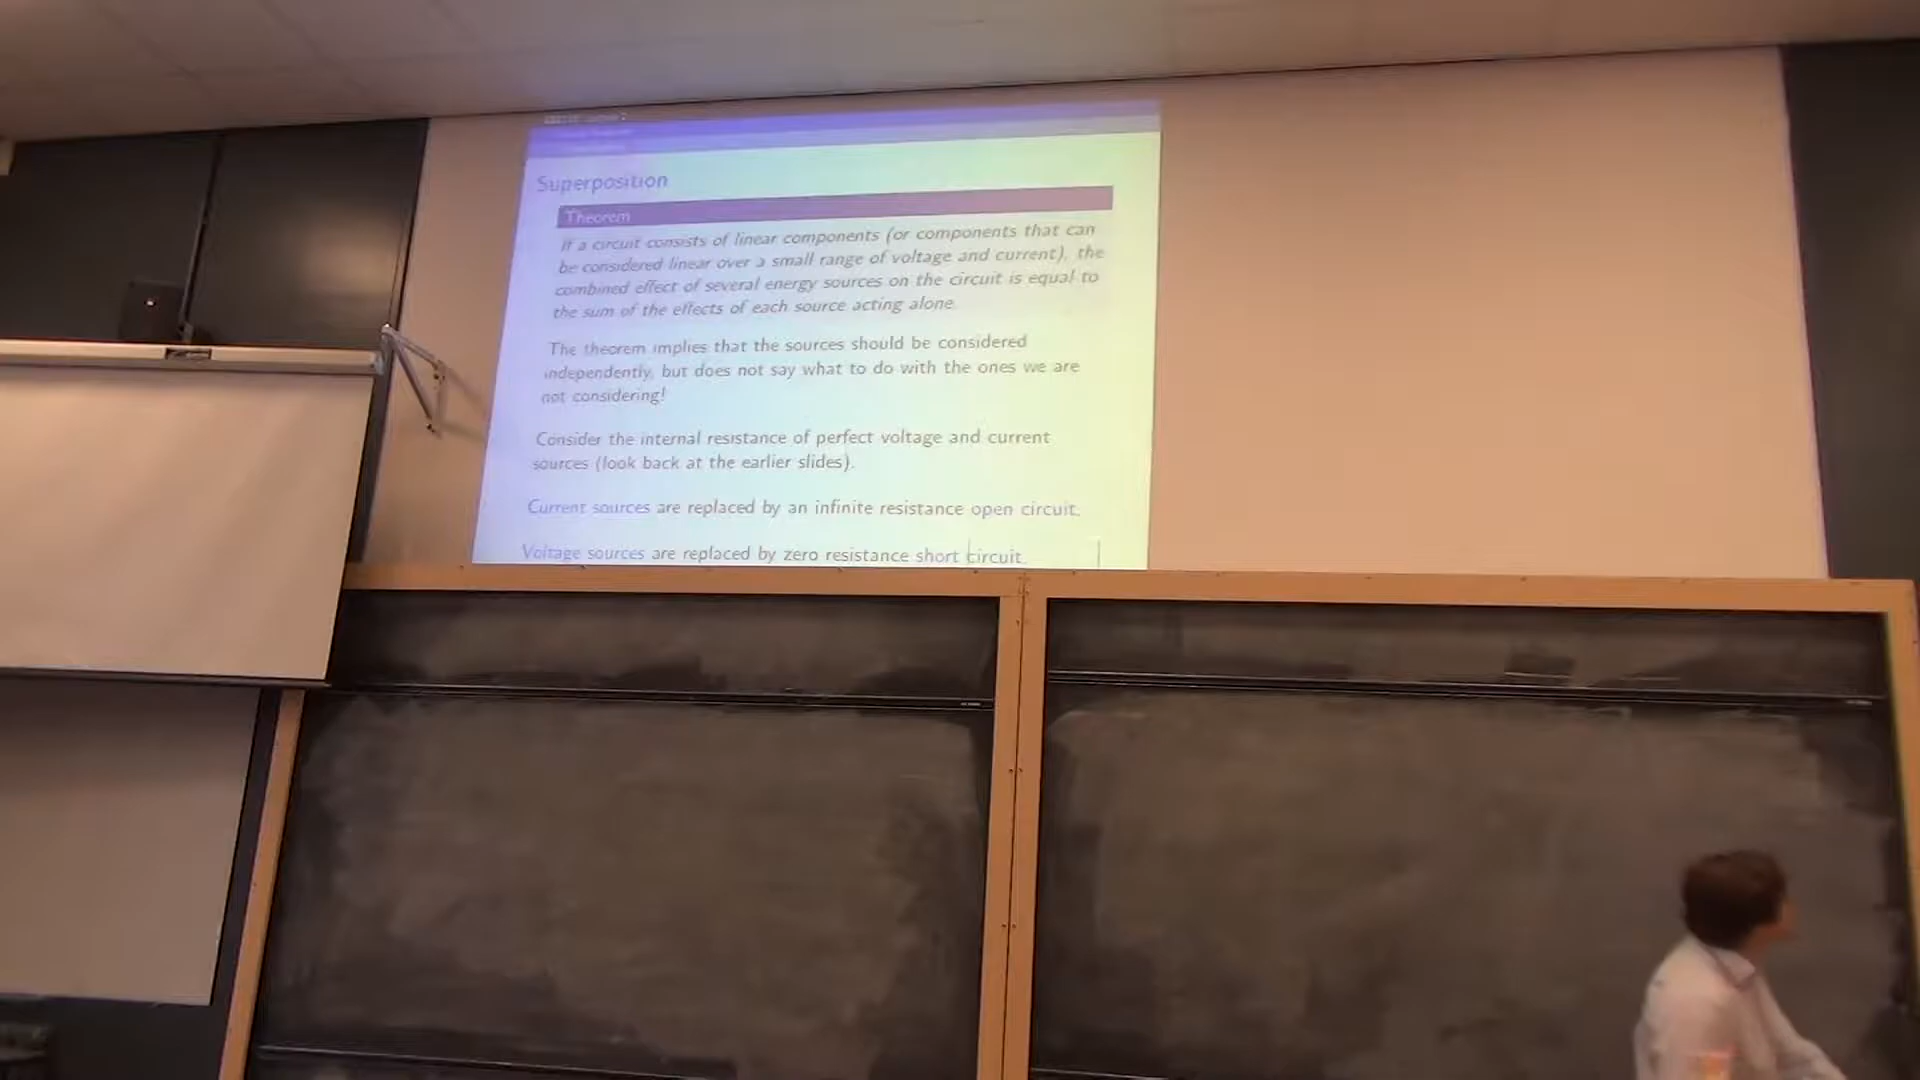 Superposition
Theorem
If a circuit consists of linear components (or components that can
be considered linear over a small range of voltage and current), the
combined effect of several energy sources on the circuit is equal to
the sum of the effects of each source acting alone.
The theorem implies that the sources should be considered
independently, but does not say what to do with the ones we are
not considering!
Consider the internal resistance of perfect voltage and current
sources (look back at the earlier slides).
Current sources are replaced by an infinite resistance open circuit.
Voltage sources are replaced by zero resistance short circuit.